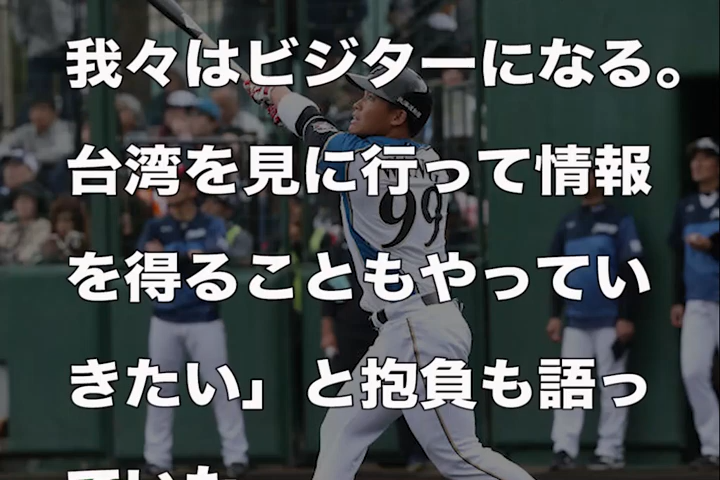 我々はビジターになる。
台湾を見に行って情報
を得ることもやってい
きたい」と抱負も語っ
99